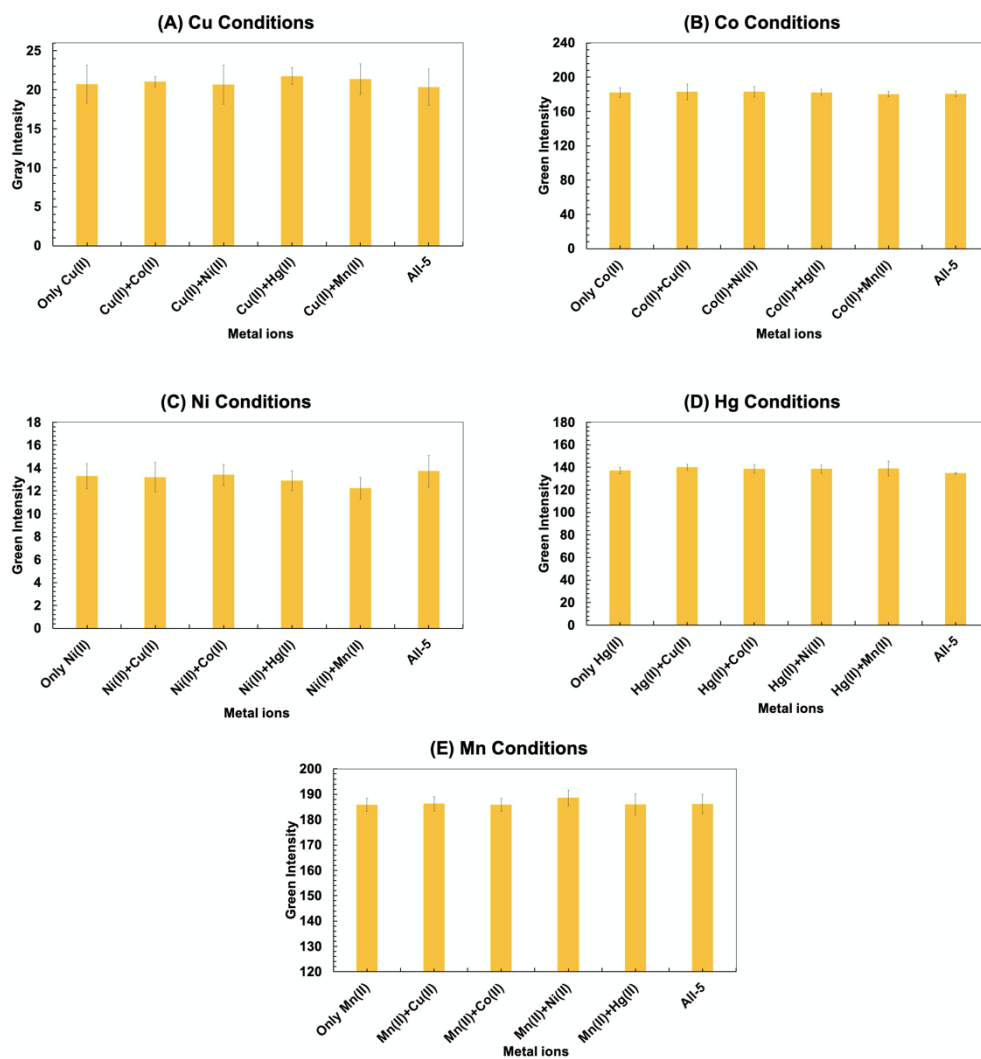 (A) Cu Conditions
25
20
15
10
5
0
Gray Intensity
Only Cu(II)
Cu(II)+Co(II)
Cu(II)+Ni(II)
Cu(II)+Hg(II)
Cu(II)+Mn(II)
All-5
Metal ions
(B) Co Conditions
240
200
160
120
80
40
0
Green Intensity
Only Co(II)
Co(II)+Cu(II)
Co(II)+Ni(II)
Co(II)+Hg(II)
Co(II)+Mn(II)
All-5
Metal ions
(C) Ni Conditions
18
16
14
12
10
8
6
4
2
0
Green Intensity
Only Ni(II)
Ni(II)+Cu(II)
Ni(II)+Co(II)
Ni(II)+Hg(II)
Ni(II)+Mn(II)
All-5
Metal ions
(D) Hg Conditions
180
160
140
120
100
80
60
40
20
0
Green Intensity
Only Hg(II)
Hg(II)+Cu(II)
Hg(II)+Co(II)
Hg(II)+Ni(II)
Hg(II)+Mn(II)
All-5
Metal ions
(E) Mn Conditions
200
190
180
170
160
150
140
130
120
Green Intensity
Only Mn(II)
Mn(II)+Cu(II)
Mn(II)+Co(II)
Mn(II)+Ni(II)
Mn(II)+Hg(II)
All-5
Metal ions